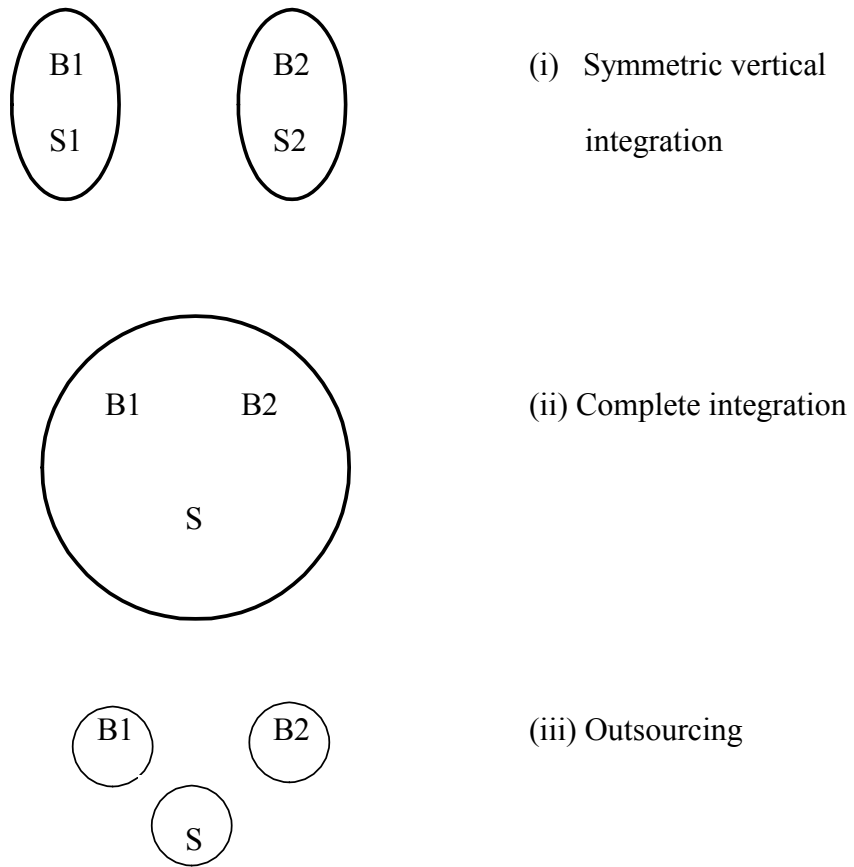 B1 B2 (i) Symmetric vertical
S1 S2 integration
B1 B2 (ii) Complete integration
S
B1 B2 (iii) Outsourcing
S